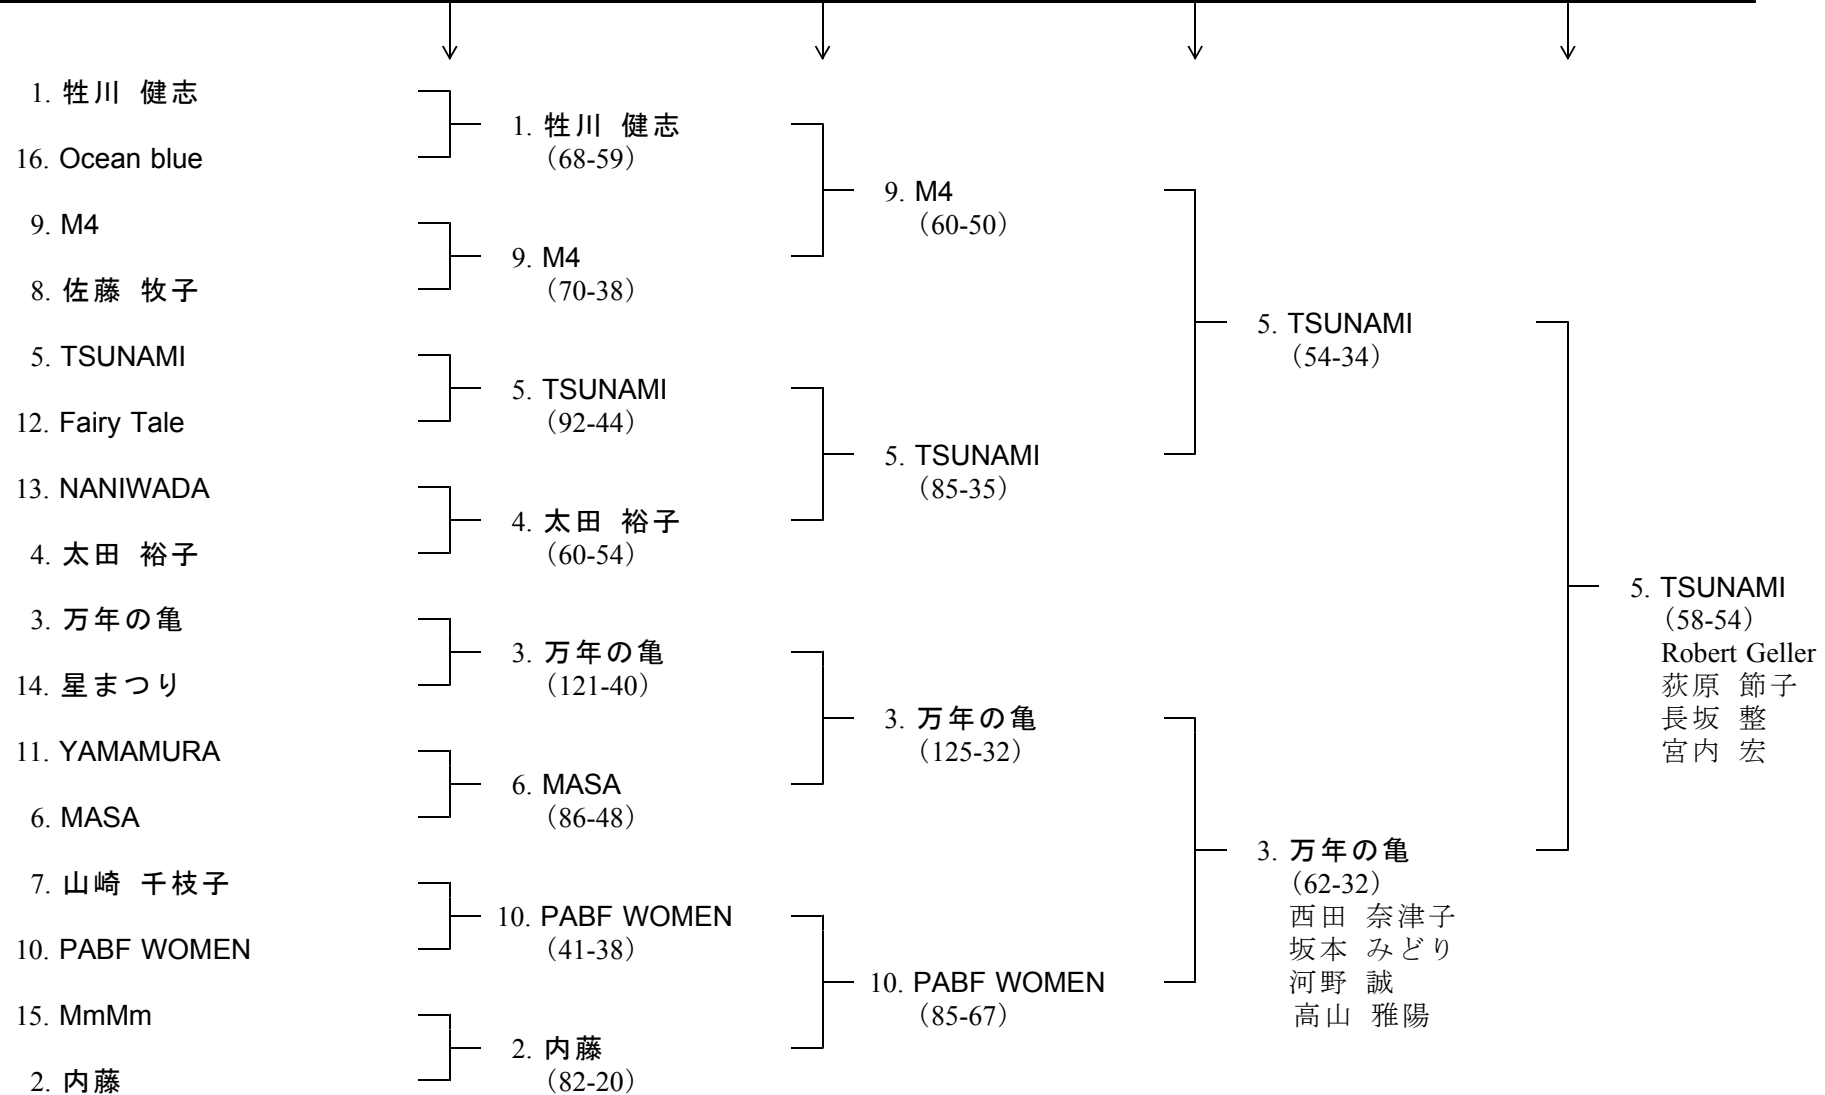 1. 牲川 健志
16. Ocean blue
9. M4
8. 佐藤 牧子
5. TSUNAMI
12. Fairy Tale
13. NANIWADA
4. 太田 裕子
3. 万年の亀
14. 星まつり
11. YAMAMURA
6. MASA
7. 山崎 千枝子
10. PABF WOMEN
15. MmMm
2. 内藤
1. 牲川 健志
（68-59）
9. M4
（70-38）
5. TSUNAMI
（92-44）
4. 太田 裕子
（60-54）
3. 万年の亀
（121-40）
6. MASA
（86-48）
10. PABF WOMEN
（41-38）
2. 内藤
（82-20）
9. M4
（60-50）
5. TSUNAMI
（85-35）
3. 万年の亀
（125-32）
10. PABF WOMEN
（85-67）
5. TSUNAMI
（54-34）
3. 万年の亀
（62-32）
西田 奈津子
坂本 みどり
河野 誠
高山 雅陽
5. TSUNAMI
（58-54）
Robert Geller
荻原 節子
長坂 整
宮内 宏